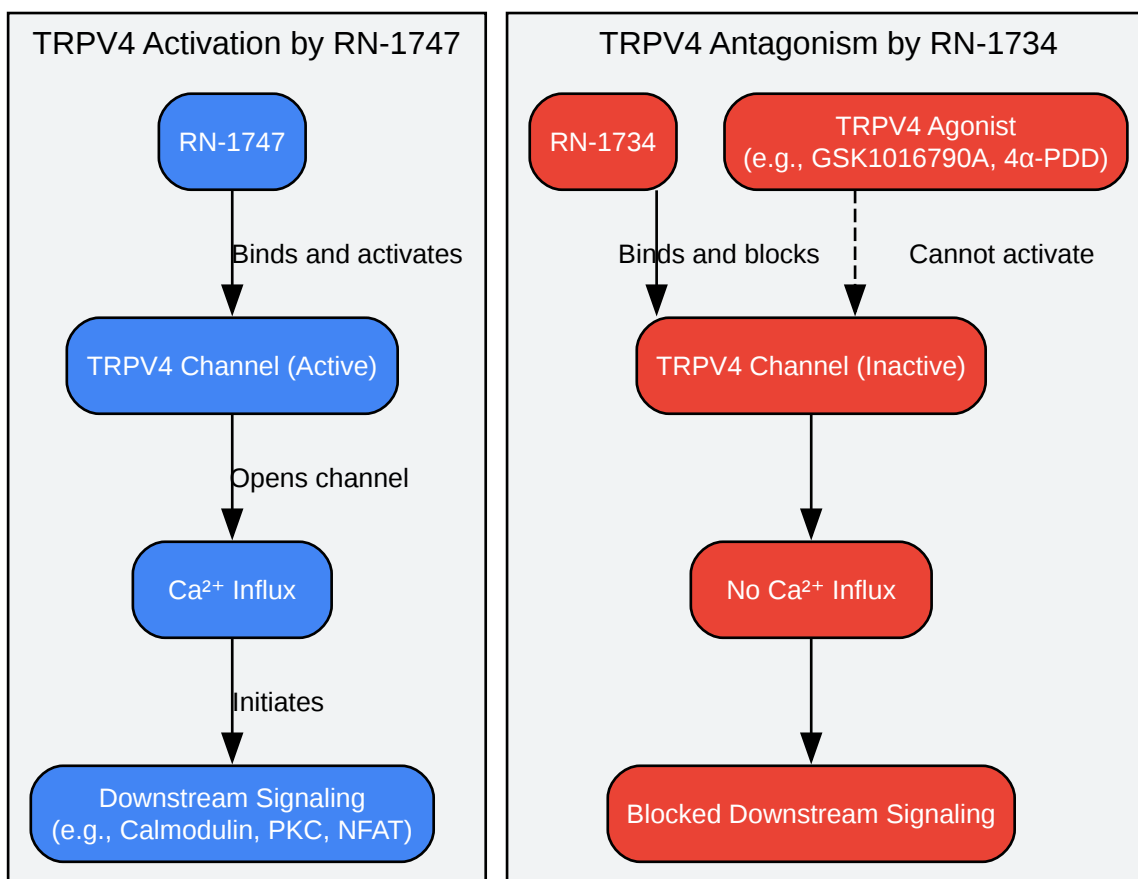 TRPV4 Activation by RN-1747
RN-1747
Binds and activates
TRPV4 Channel (Active)
Opens channel
Ca²⁺ Influx
Initiates
Downstream Signaling
(e.g., Calmodulin, PKC, NFAT)
TRPV4 Antagonism by RN-1734
RN-1734
TRPV4 Agonist
(e.g., GSK1016790A, 4α-PDD)
Binds and blocks
Cannot activate
TRPV4 Channel (Inactive)
No Ca²⁺ Influx
Blocked Downstream Signaling